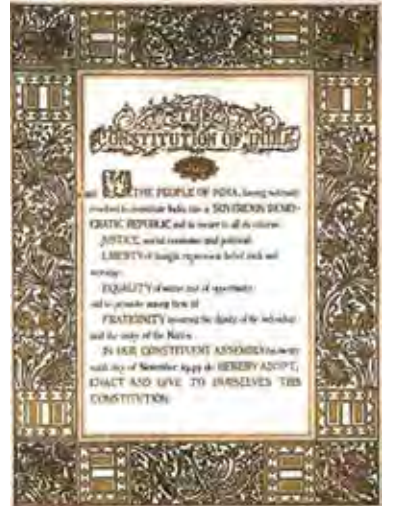 THE
CONSTITUTION OF INDIA
WE, THE PEOPLE OF INDIA, having solemnly
resolved to constitute India into a SOVEREIGN DEMO-
CRATIC REPUBLIC and to secure to all its citizens:
JUSTICE, social, economic and political;
LIBERTY of thought, expression, belief, faith and
worship;
EQUALITY of status and of opportunity;
and to promote among them all
FRATERNITY assuring the dignity of the individual
and the unity of the Nation;
IN OUR CONSTITUENT ASSEMBLY this twenty
sixth day of November 1949 do HEREBY ADOPT,
ENACT AND GIVE TO OURSELVES THIS
CONSTITUTION.